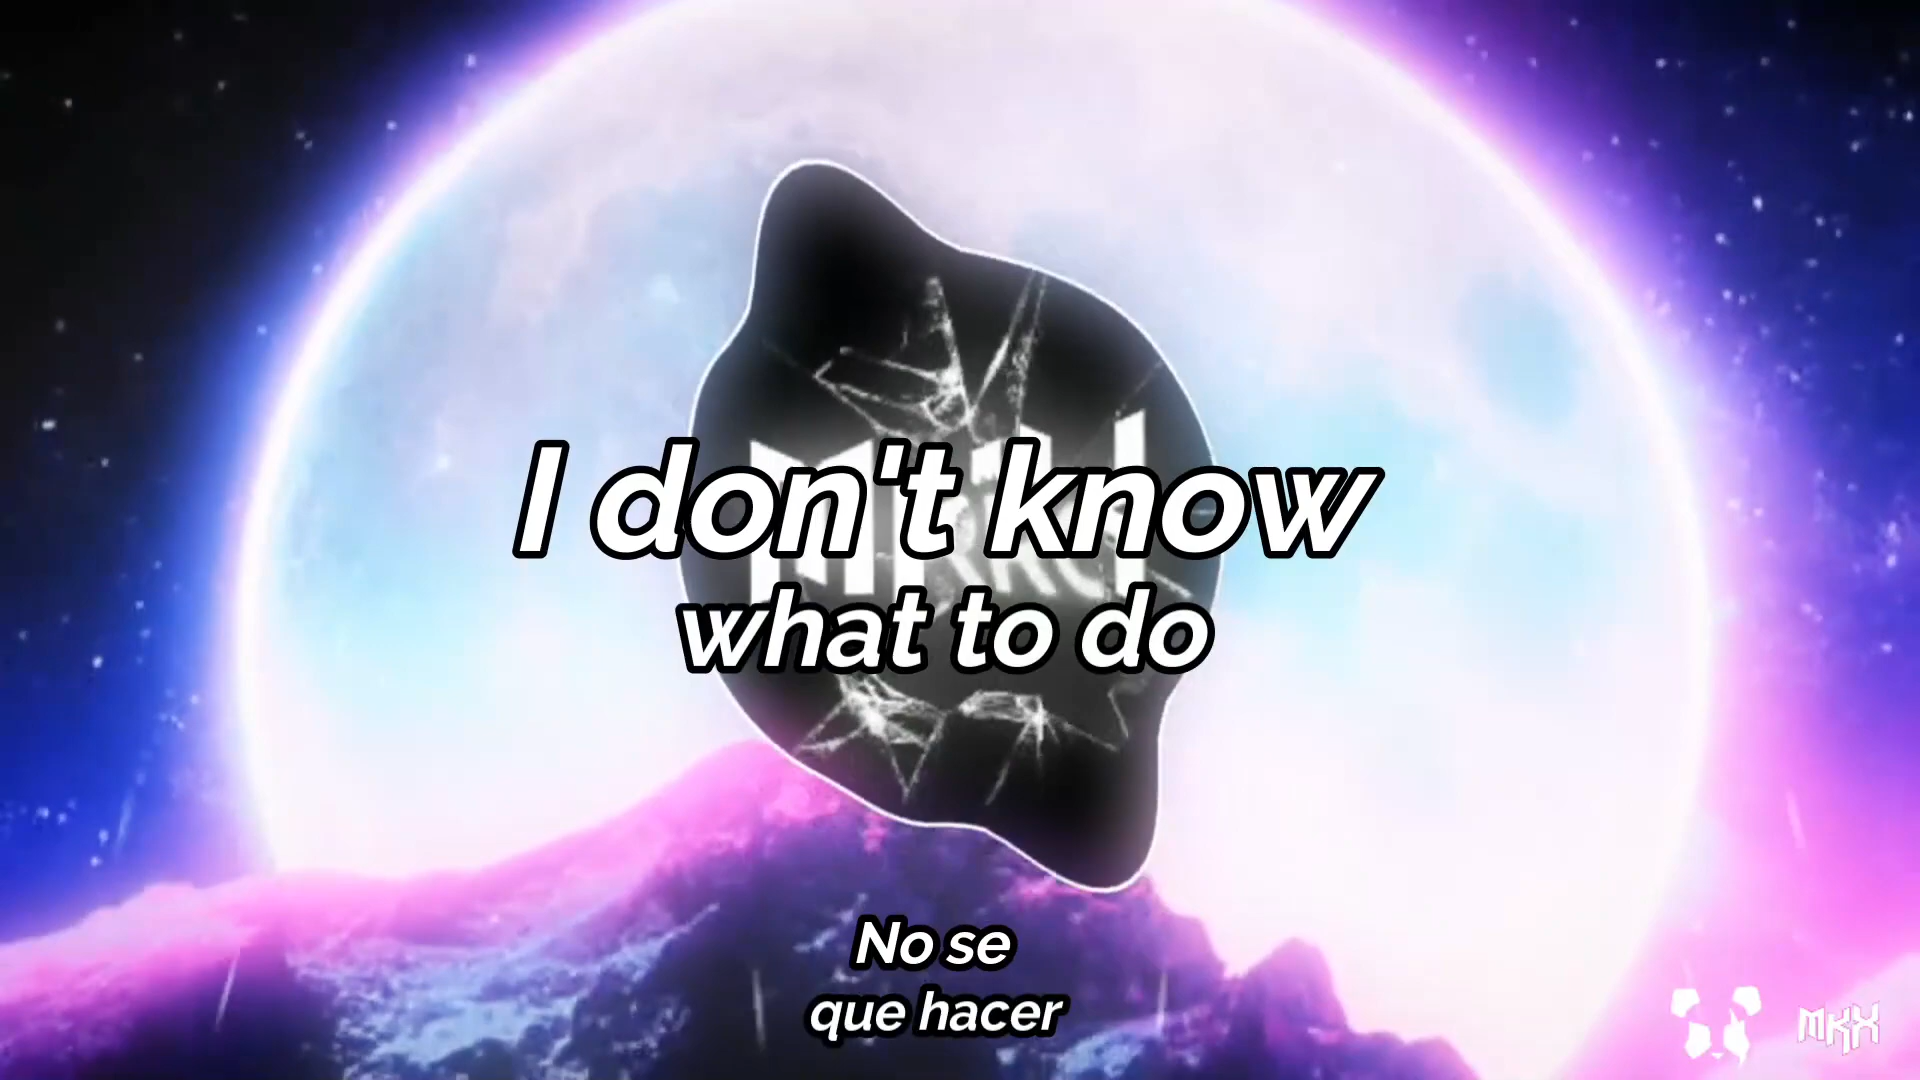 I don't know
what to do
No se
que hacer
MKX